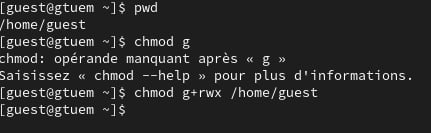 [guest@gtuem ~]$ pwd
/home/guest
[guest@gtuem ~]$ chmod g
chmod: opérande manquant après « g »
Saisissez « chmod --help » pour plus d'informations.
[guest@gtuem ~]$ chmod g+rwx /home/guest
[guest@gtuem ~]$